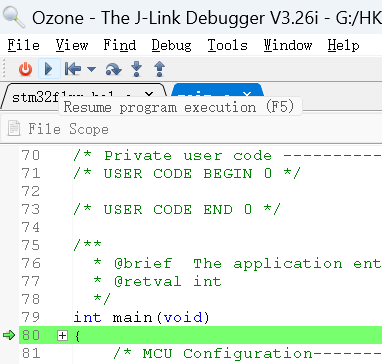 Ozone - The J-Link Debugger V3.26i - G:/HK
File View Find Debug Tools Window Help
Resume program execution (F5)
File Scope
70 /* Private user code ----------
71 /* USER CODE BEGIN 0 */
72
73 /* USER CODE END 0 */
74
75 /**
76 * @brief The application ent
77 * @retval int
78 */
79 int main(void)
80 {
81 /* MCU Configuration-------